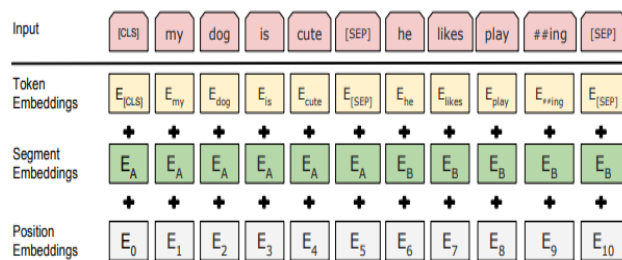 Input [CLS] my dog is cute [SEP] he likes play ##ing [SEP]
Token Embeddings E[CLS] Emy Edog Eis Ecute E[SEP] Ehe Elikes Eplay E##ing E[SEP]
+ + + + + + + + + + +
Segment Embeddings EA EA EA EA EA EA EB EB EB EB EB
+ + + + + + + + + + +
Position Embeddings E0 E1 E2 E3 E4 E5 E6 E7 E8 E9 E10